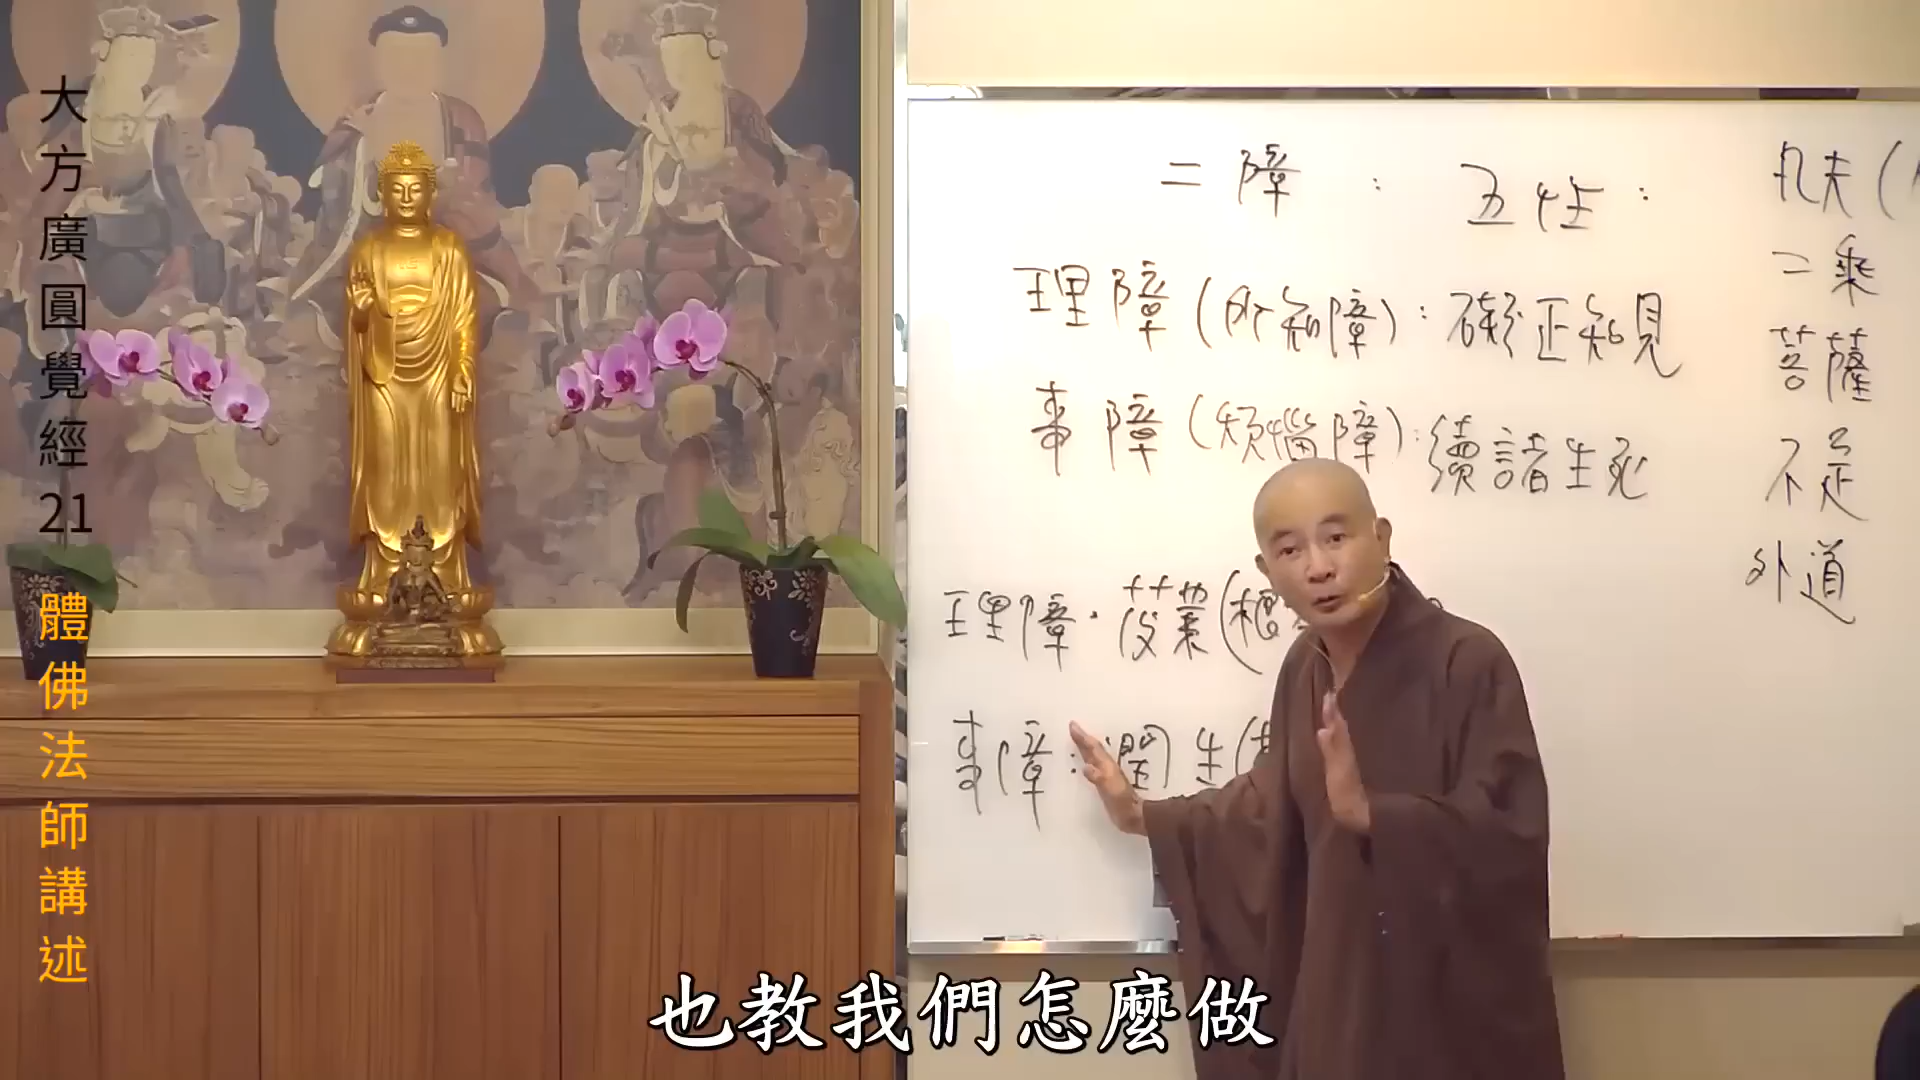 大方廣圓覺經21 體佛法師講述
二障：五性：
理障(所知障)：礙正知見
事障(煩惱障)：續諸生死
理障：發業(
事障：潤生(
凡夫(
二乘
菩薩
不定
外道
也教我們怎麼做